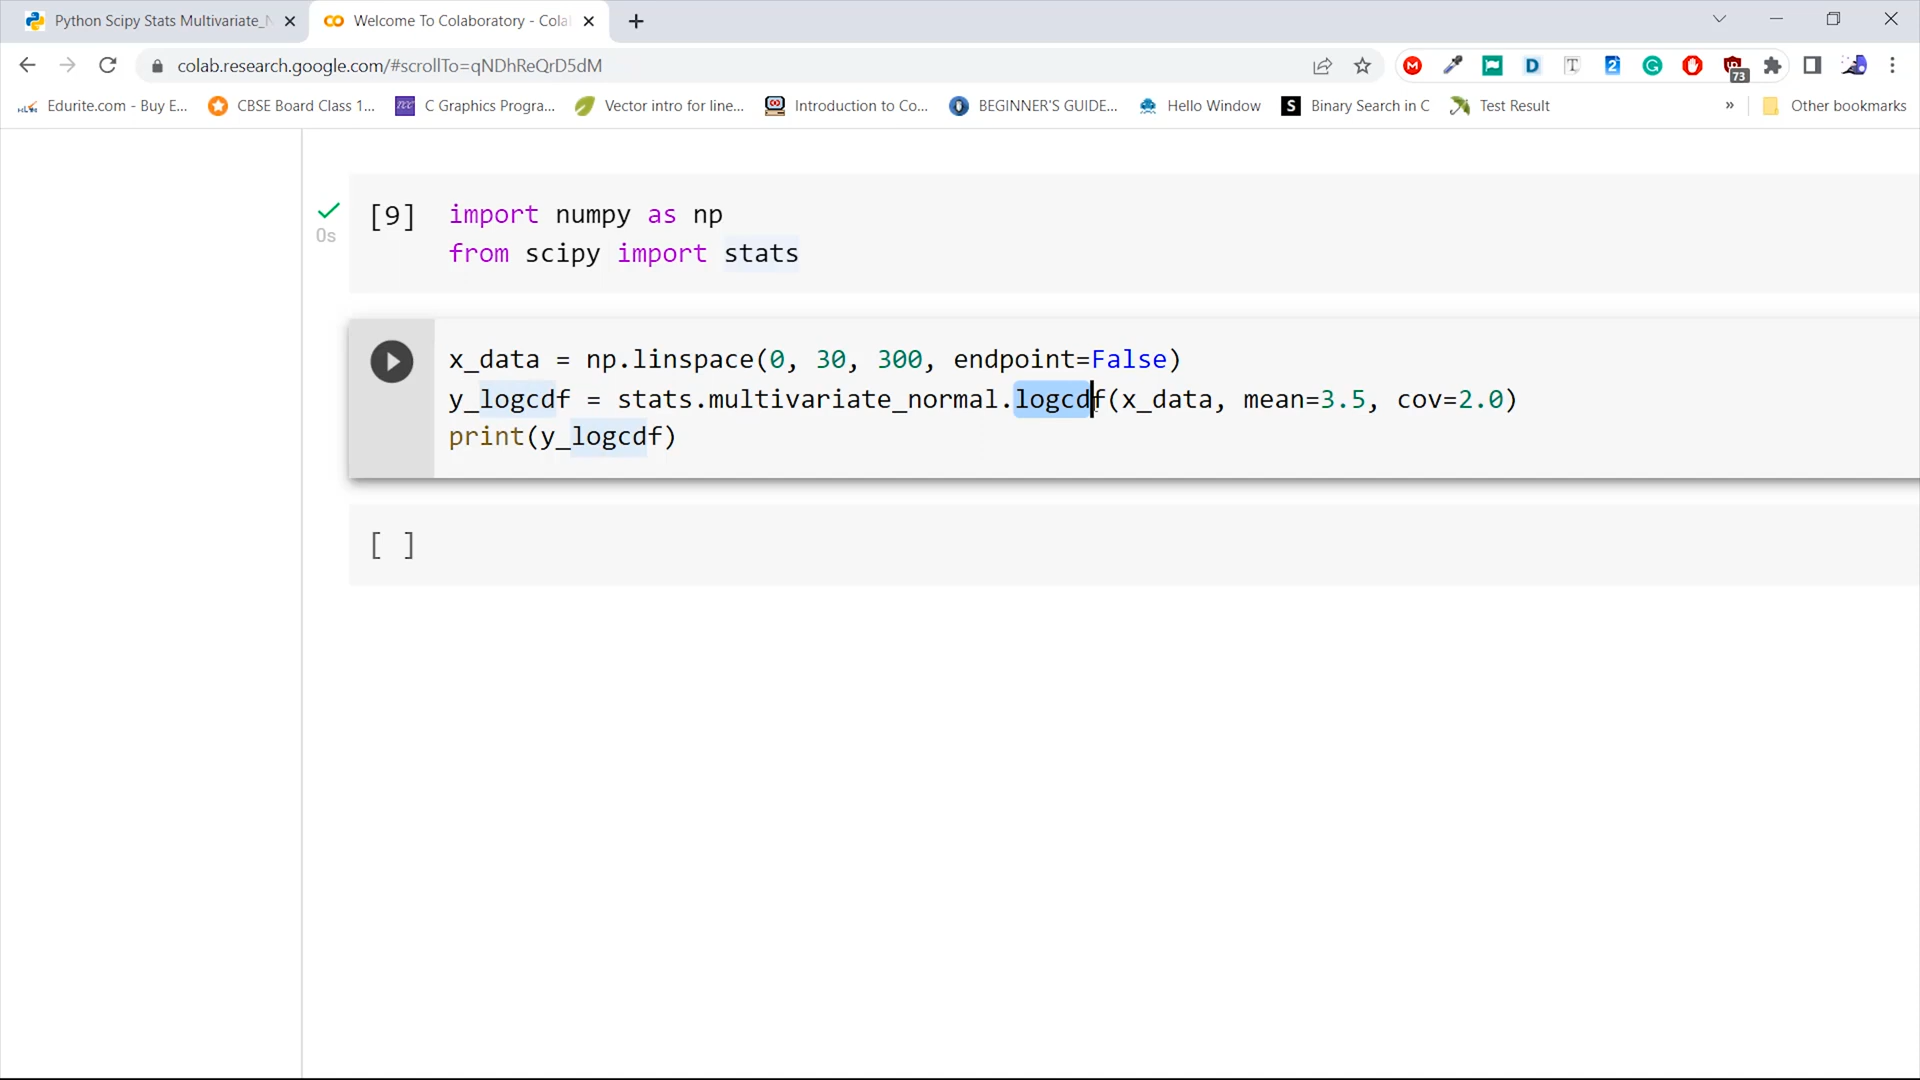 Python Scipy Stats Multivariate_N
Welcome To Colaboratory - Cola
colab.research.google.com/#scrollTo=qNDhReQrD5dM
73
Edurite.com - Buy E...
CBSE Board Class 1...
C Graphics Progra...
Vector intro for line...
Introduction to Co...
BEGINNER'S GUIDE...
Hello Window
Binary Search in C
Test Result
»
Other bookmarks
[9]
0s
import numpy as np
from scipy import stats
x_data = np.linspace(0, 30, 300, endpoint=False)
y_logcdf = stats.multivariate_normal.logcdf(x_data, mean=3.5, cov=2.0)
print(y_logcdf)
[ ]